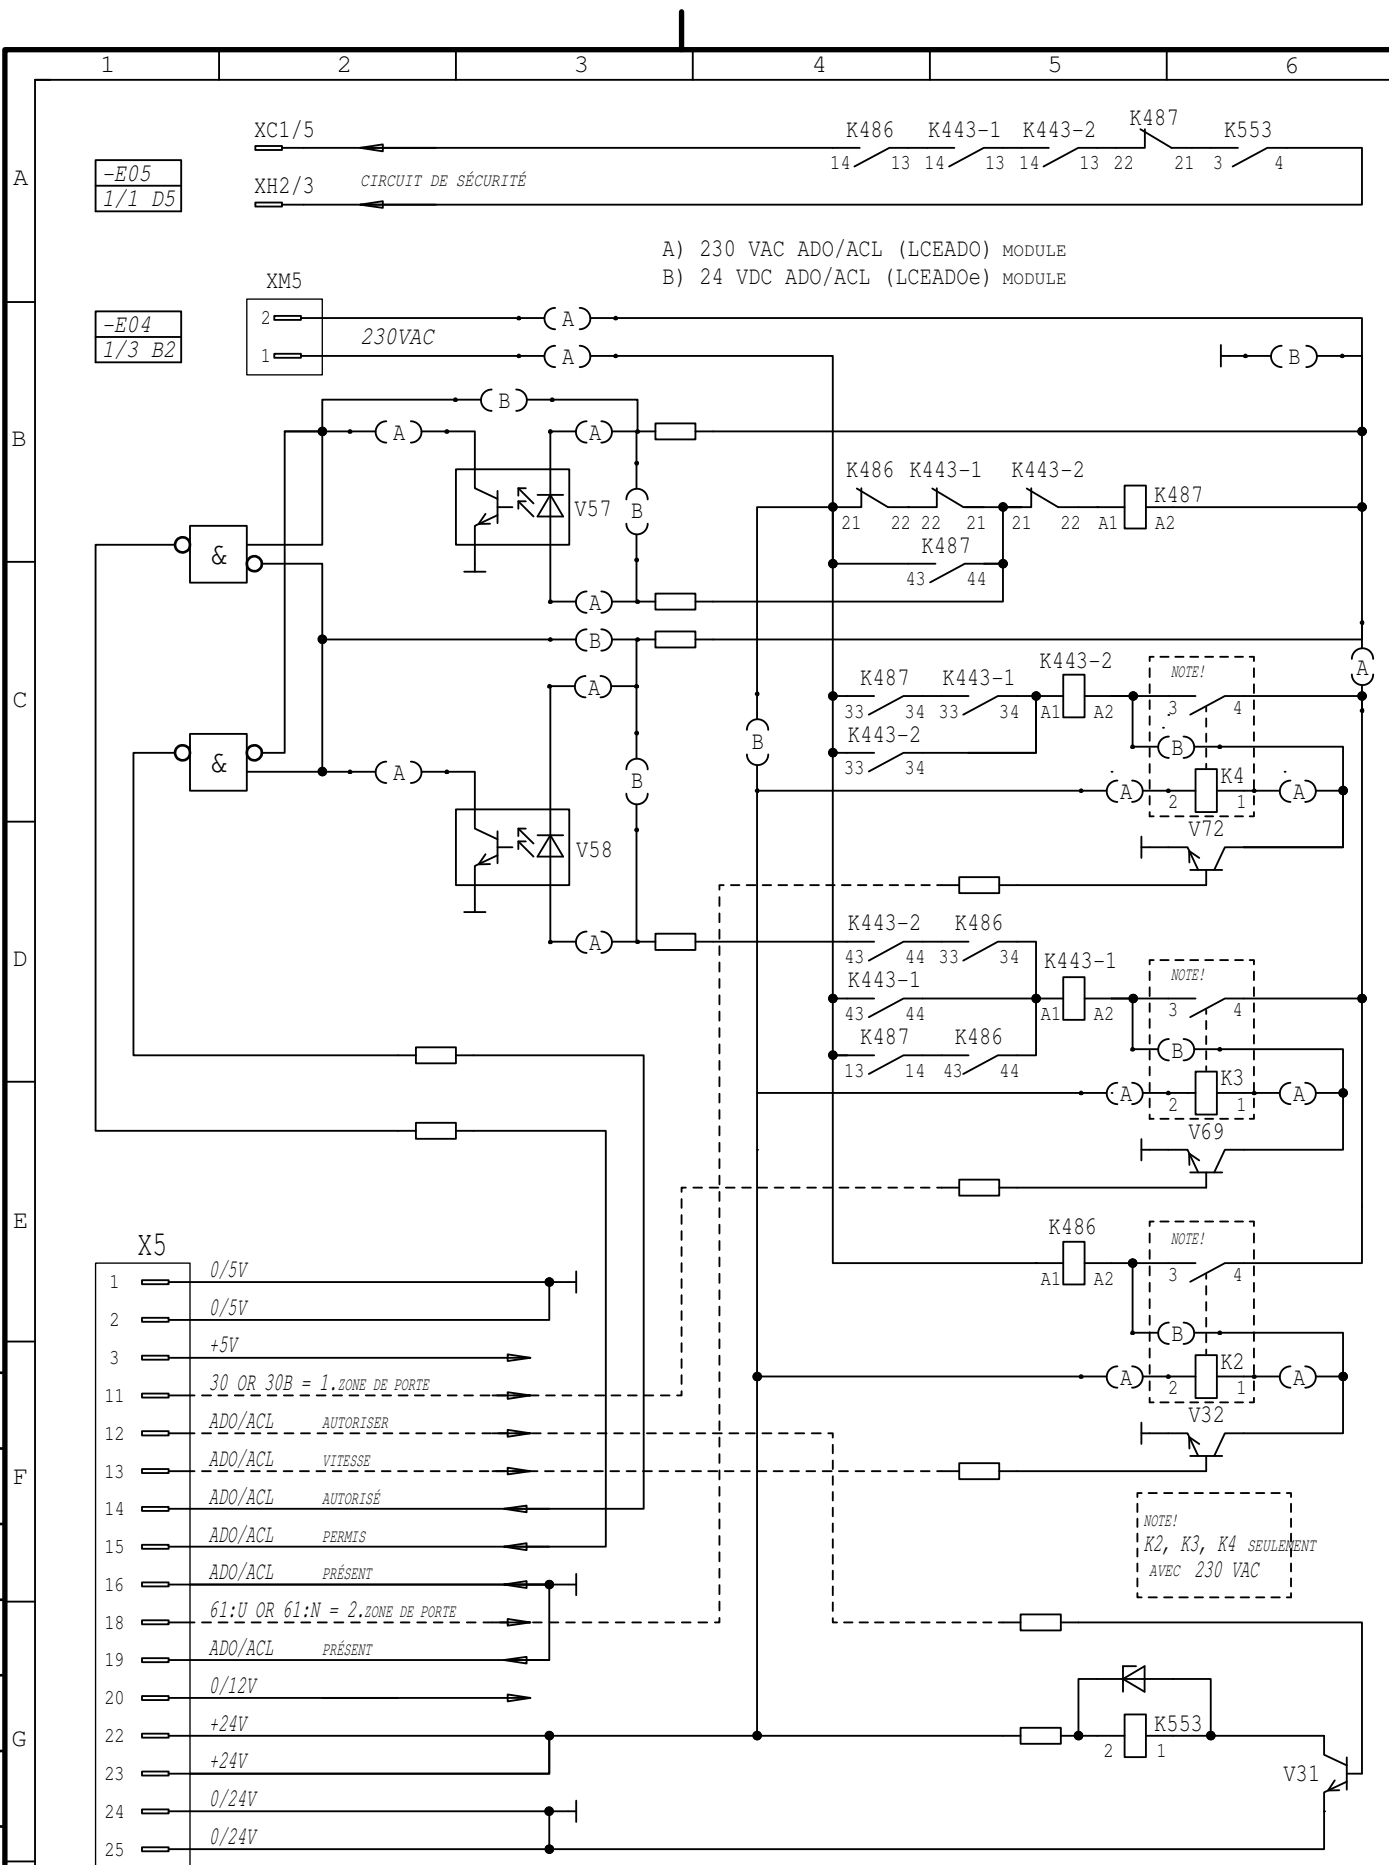 1 2 3 4 5 6
A
B
C
D
E
F
G
XC1/5
K486 K443-1 K443-2 K487 K553
14 13 14 13 14 13 22 21 3 4
-E05
1/1 D5
XH2/3 CIRCUIT DE SÉCURITÉ
A) 230 VAC ADO/ACL (LCEADO) MODULE
B) 24 VDC ADO/ACL (LCEADOe) MODULE
XM5
-E04
1/3 B2
2 A
230VAC
1 A B
B
A A
K486 K443-1 K443-2
K487
V57 B
21 22 22 21 21 22 A1 A2
&
K487
43 44
A
B
K443-2
NOTE!
A
K487 K443-1
A
33 34 33 34 A1 A2 3 4
K443-2
B
B
33 34
&
A
B
A K4 A
2 1
V72
V58
K443-2 K486
A
43 44 33 34
K443-1
NOTE!
K443-1
43 44 A1 A2 3 4
K487 K486
B
13 14 43 44
A K3 A
2 1
V69
K486
NOTE!
A1 A2 3 4
B
A K2 A
2 1
V32
X5
1 0/5V
2 0/5V
3 +5V
11 30 OR 30B = 1.ZONE DE PORTE
12 ADO/ACL AUTORISER
13 ADO/ACL VITESSE
14 ADO/ACL AUTORISÉ
15 ADO/ACL PERMIS
16 ADO/ACL PRÉSENT
18 61:U OR 61:N = 2.ZONE DE PORTE
19 ADO/ACL PRÉSENT
20 0/12V
22 +24V
23 +24V
24 0/24V
25 0/24V
NOTE!
K2, K3, K4 SEULEMENT
AVEC 230 VAC
K553
2 1
V31